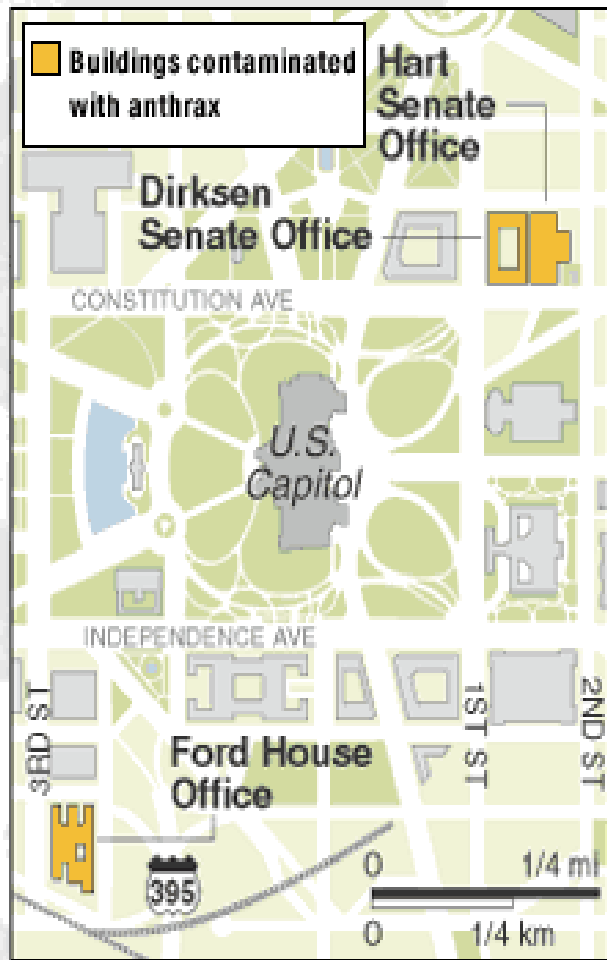 Buildings contaminated
with anthrax
Hart
Senate
Office
Dirksen
Senate Office
CONSTITUTION AVE
U.S.
Capitol
INDEPENDENCE AVE
3RD ST
1ST ST
2ND ST
Ford House
Office
395
0 1/4 mi
0 1/4 km